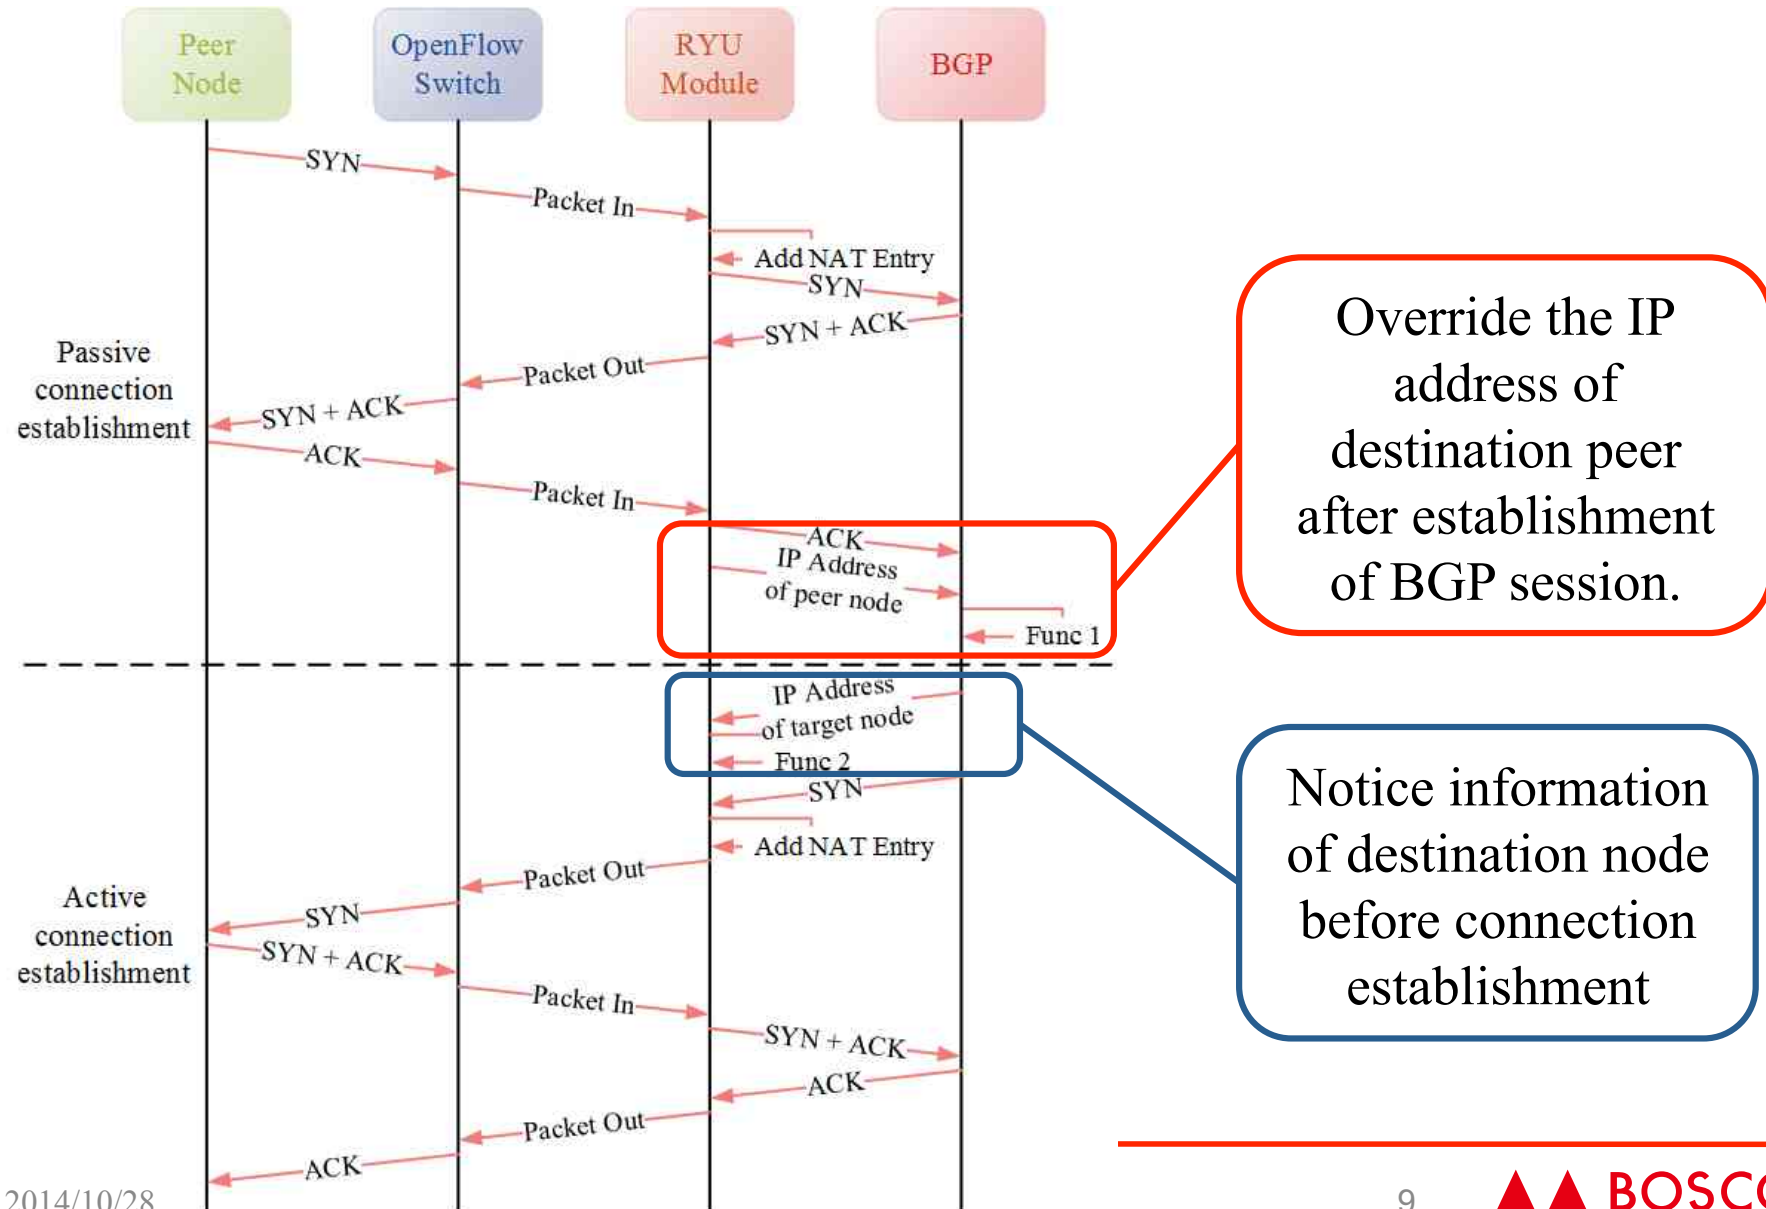 Peer
Node
OpenFlow
Switch
RYU
Module
BGP
SYN
Packet In
Add NAT Entry
SYN
SYN + ACK
Packet Out
SYN + ACK
ACK
Packet In
ACK
IP Address
of peer node
Func 1
Passive
connection
establishment
Override the IP
address of
destination peer
after establishment
of BGP session.
IP Address
of target node
Func 2
SYN
Add NAT Entry
Packet Out
SYN
SYN + ACK
Packet In
SYN + ACK
ACK
Packet Out
ACK
Active
connection
establishment
Notice information
of destination node
before connection
establishment
2014/10/28
9
BOSCO